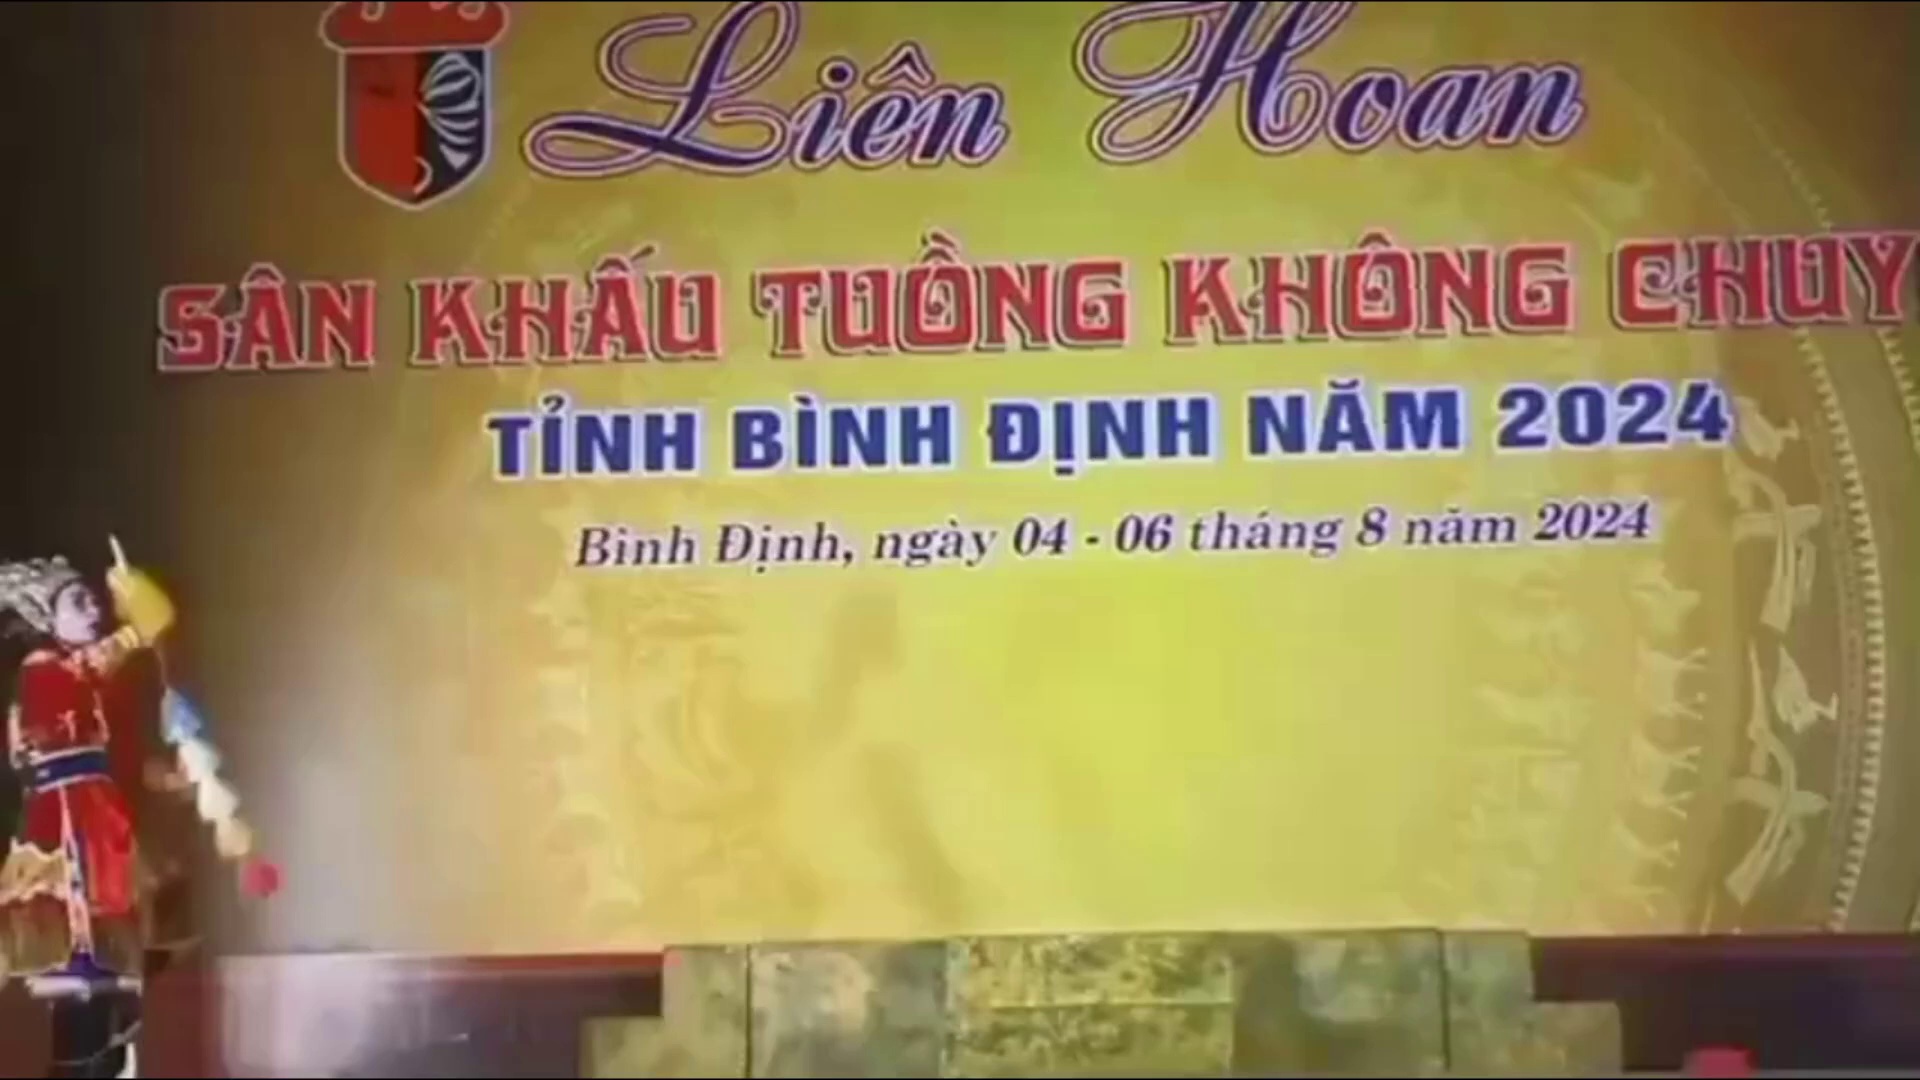 Liên Hoan
SÂN KHẤU TUỒNG KHÔNG CHUY
TỈNH BÌNH ĐỊNH NĂM 2024
Bình Định, ngày 04 - 06 tháng 8 năm 2024